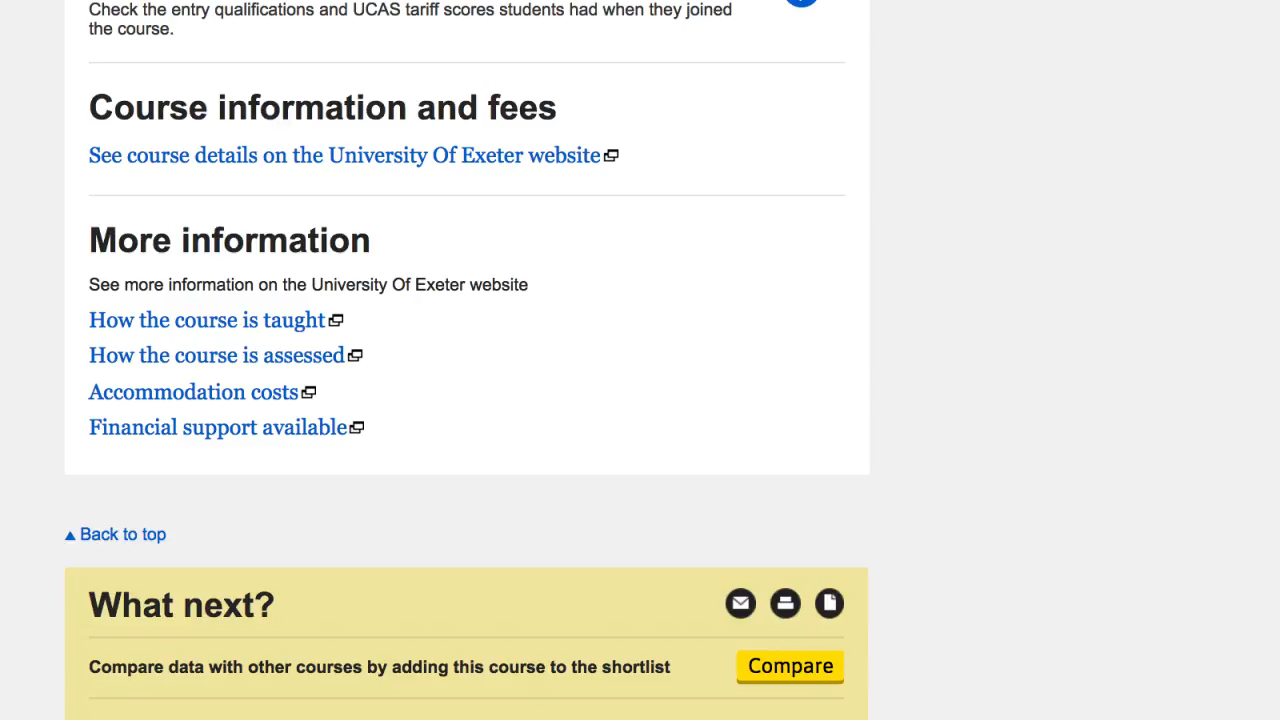 Check the entry qualifications and UCAS tariff scores students had when they joined
the course.
Course information and fees
See course details on the University Of Exeter website
More information
See more information on the University Of Exeter website
How the course is taught
How the course is assessed
Accommodation costs
Financial support available
Back to top
What next?
Compare data with other courses by adding this course to the shortlist
Compare